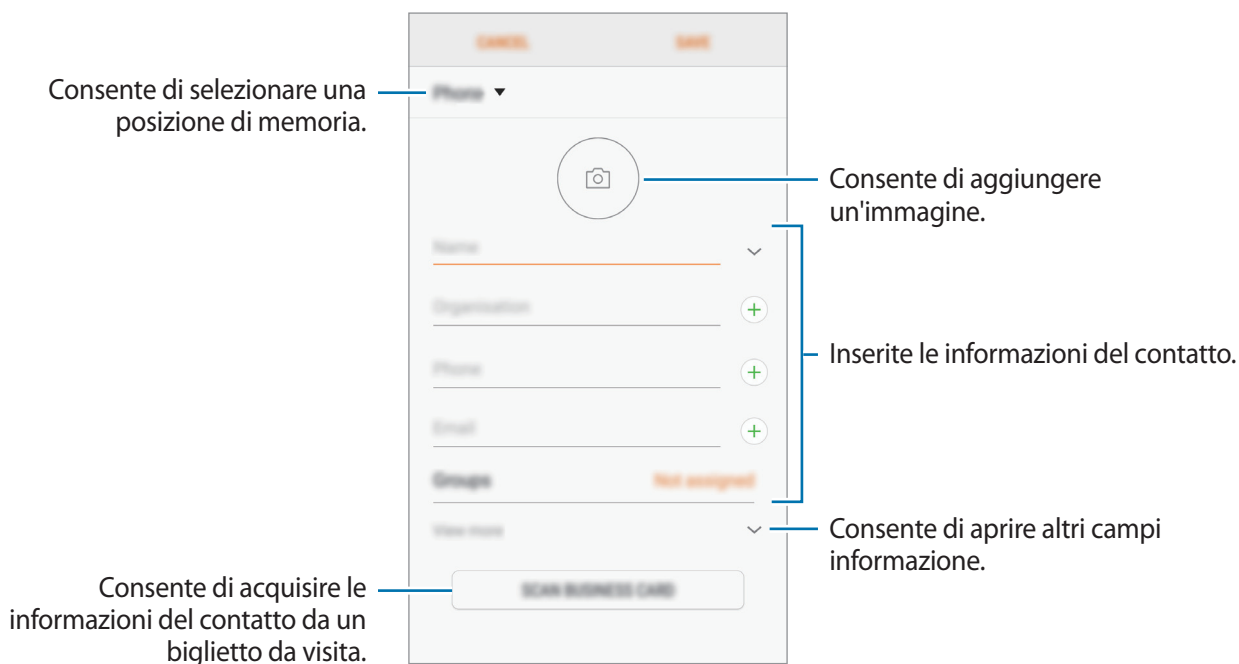 CANCEL
SAVE
Consente di selezionare una
posizione di memoria.
Phone
Consente di aggiungere
un'immagine.
Name
Organisation
Phone
Inserite le informazioni del contatto.
Email
Groups
Not assigned
View more
Consente di aprire altri campi
informazione.
SCAN BUSINESS CARD
Consente di acquisire le
informazioni del contatto da un
biglietto da visita.